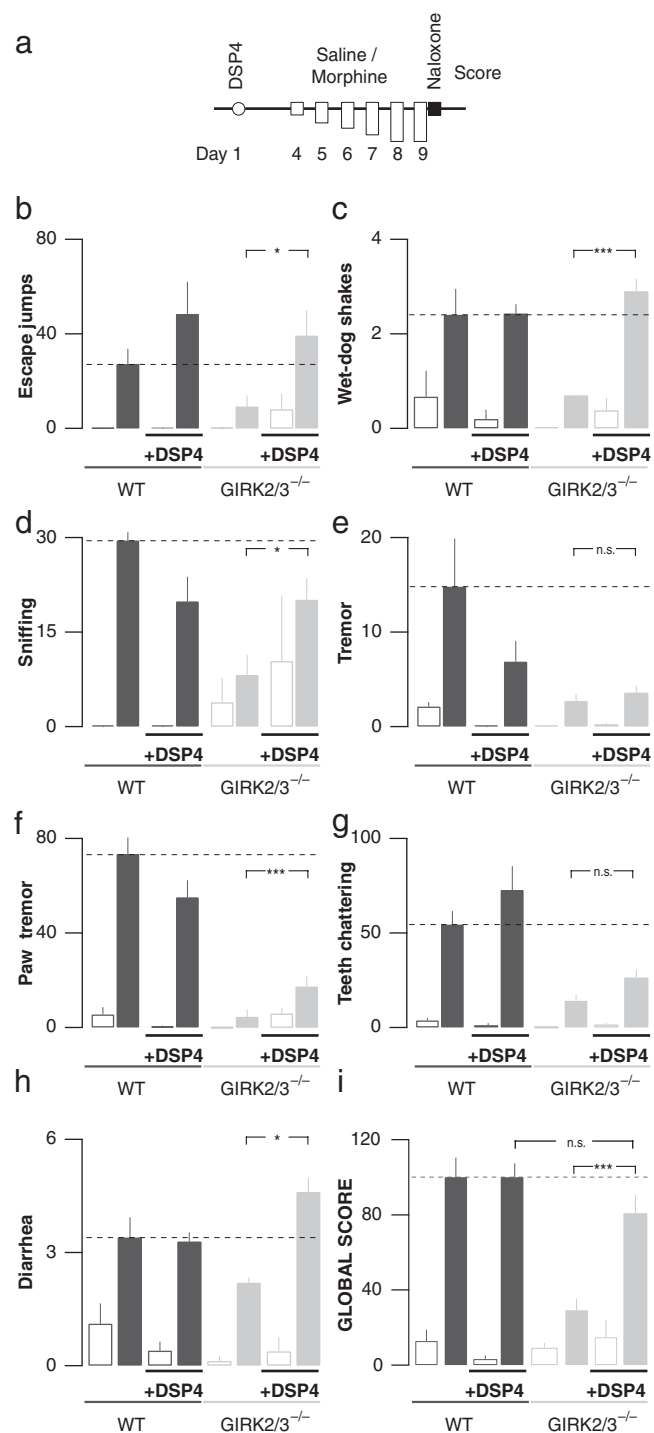 a
DSP4
Saline /
Morphine
Naloxone
Score
Day 1 4 5 6 7 8 9
b
Escape jumps
80
40
0
*
+DSP4 +DSP4
WT GIRK2/3−/−
c
Wet-dog shakes
4
2
0
***
+DSP4 +DSP4
WT GIRK2/3−/−
d
Sniffing
30
15
0
*
+DSP4 +DSP4
WT GIRK2/3−/−
e
Tremor
20
10
0
n.s.
+DSP4 +DSP4
WT GIRK2/3−/−
f
Paw tremor
80
40
0
***
+DSP4 +DSP4
WT GIRK2/3−/−
g
Teeth chattering
100
50
0
n.s.
+DSP4 +DSP4
WT GIRK2/3−/−
h
Diarrhea
6
3
0
*
+DSP4 +DSP4
WT GIRK2/3−/−
i
GLOBAL SCORE
120
80
40
0
n.s.
***
+DSP4 +DSP4
WT GIRK2/3−/−